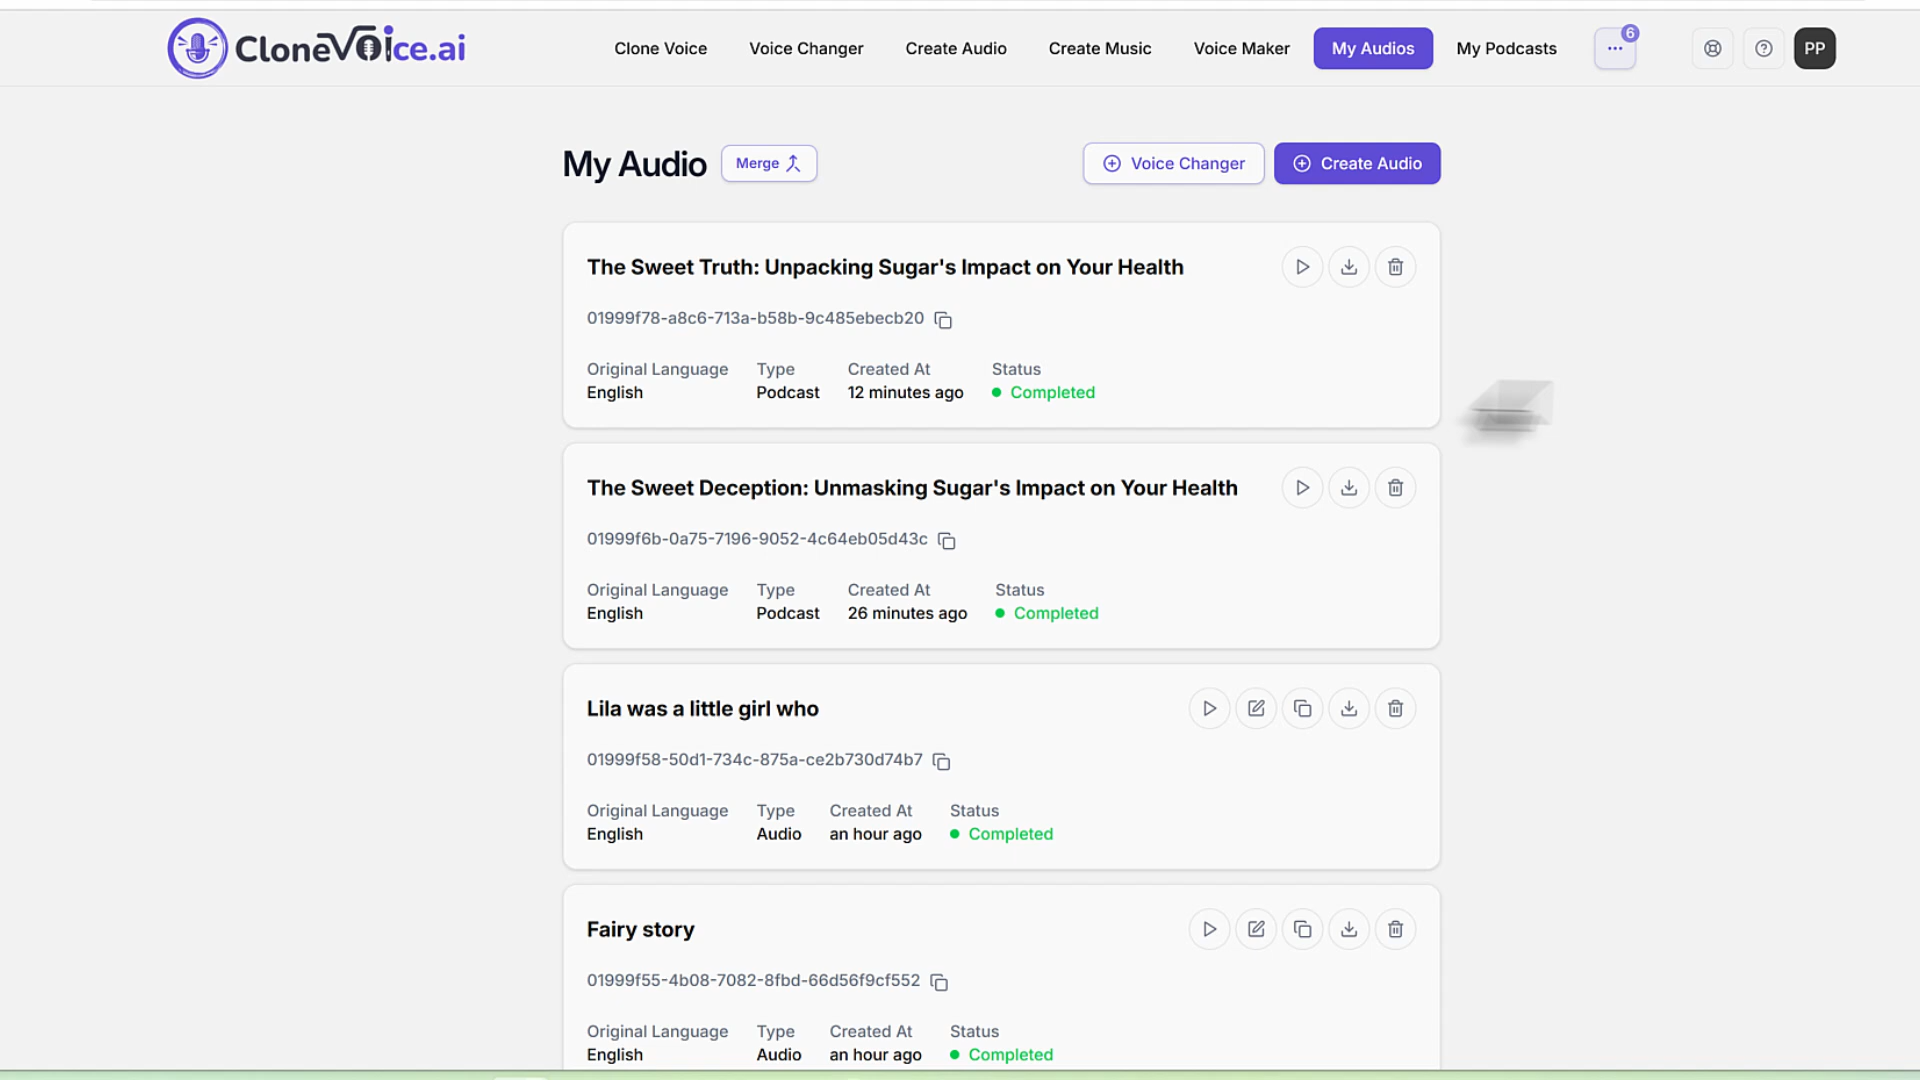 CloneVoice.ai
Clone Voice Voice Changer Create Audio Create Music Voice Maker My Audios My Podcasts ... 6 PP
My Audio Merge Voice Changer Create Audio
The Sweet Truth: Unpacking Sugar's Impact on Your Health
01999f78-a8c6-713a-b58b-9c485ebecb20
Original Language Type Created At Status
English Podcast 12 minutes ago Completed
The Sweet Deception: Unmasking Sugar's Impact on Your Health
01999f6b-0a75-7196-9052-4c64eb05d43c
Original Language Type Created At Status
English Podcast 26 minutes ago Completed
Lila was a little girl who
01999f58-50d1-734c-875a-ce2b730d74b7
Original Language Type Created At Status
English Audio an hour ago Completed
Fairy story
01999f55-4b08-7082-8fbd-66d56f9cf552
Original Language Type Created At Status
English Audio an hour ago Completed